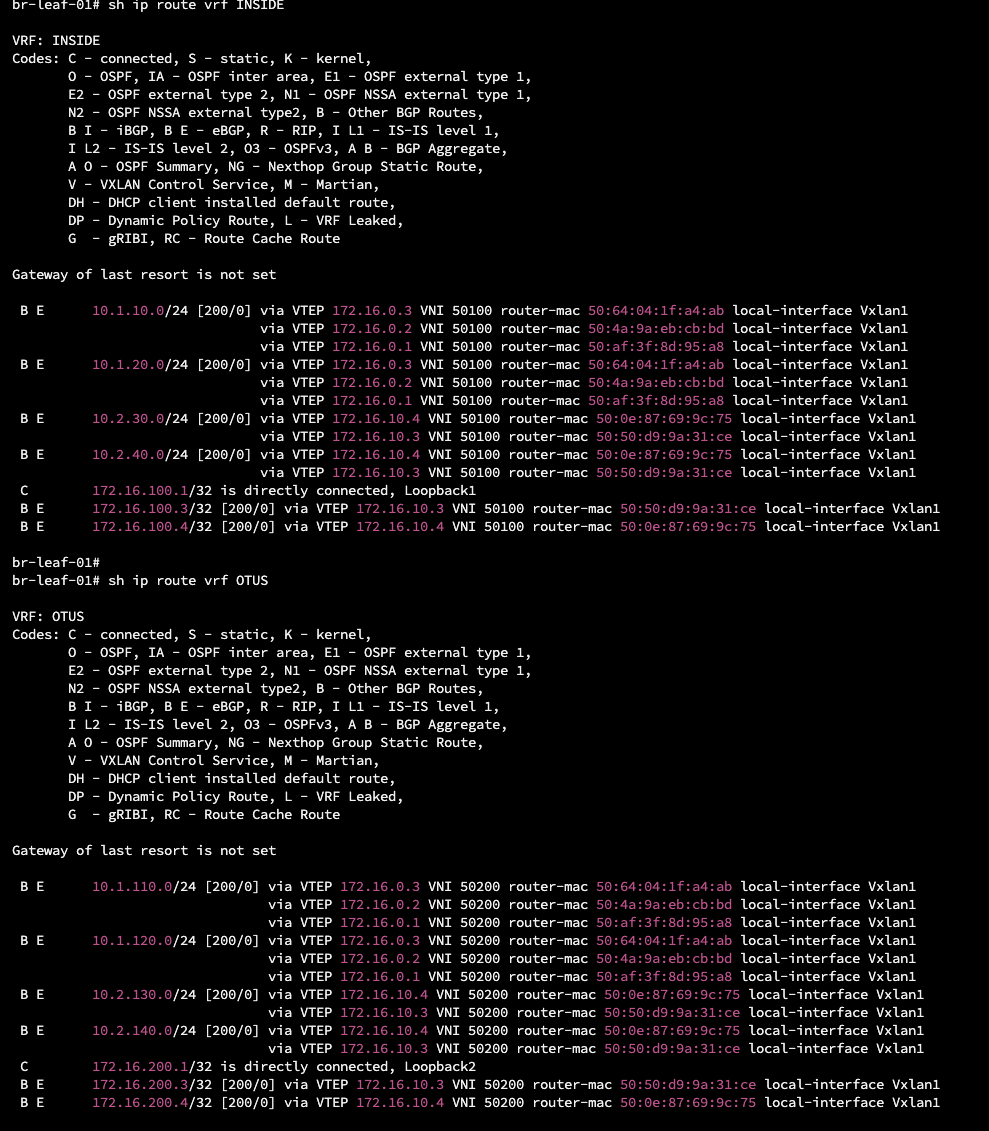 br-leaf-01# sh ip route vrf INSIDE
VRF: INSIDE
Codes: C - connected, S - static, K - kernel,
O - OSPF, IA - OSPF inter area, E1 - OSPF external type 1,
E2 - OSPF external type 2, N1 - OSPF NSSA external type 1,
N2 - OSPF NSSA external type2, B - Other BGP Routes,
B I - iBGP, B E - eBGP, R - RIP, I L1 - IS-IS level 1,
I L2 - IS-IS level 2, O3 - OSPFv3, A B - BGP Aggregate,
A O - OSPF Summary, NG - Nexthop Group Static Route,
V - VXLAN Control Service, M - Martian,
DH - DHCP client installed default route,
DP - Dynamic Policy Route, L - VRF Leaked,
G  - gRIBI, RC - Route Cache Route
Gateway of last resort is not set
B E      10.1.10.0/24 [200/0] via VTEP 172.16.0.3 VNI 50100 router-mac 50:64:04:1f:a4:ab local-interface Vxlan1
via VTEP 172.16.0.2 VNI 50100 router-mac 50:4a:9a:eb:cb:bd local-interface Vxlan1
via VTEP 172.16.0.1 VNI 50100 router-mac 50:af:3f:8d:95:a8 local-interface Vxlan1
B E      10.1.20.0/24 [200/0] via VTEP 172.16.0.3 VNI 50100 router-mac 50:64:04:1f:a4:ab local-interface Vxlan1
via VTEP 172.16.0.2 VNI 50100 router-mac 50:4a:9a:eb:cb:bd local-interface Vxlan1
via VTEP 172.16.0.1 VNI 50100 router-mac 50:af:3f:8d:95:a8 local-interface Vxlan1
B E      10.2.30.0/24 [200/0] via VTEP 172.16.10.4 VNI 50100 router-mac 50:0e:87:69:9c:75 local-interface Vxlan1
via VTEP 172.16.10.3 VNI 50100 router-mac 50:50:d9:9a:31:ce local-interface Vxlan1
B E      10.2.40.0/24 [200/0] via VTEP 172.16.10.4 VNI 50100 router-mac 50:0e:87:69:9c:75 local-interface Vxlan1
via VTEP 172.16.10.3 VNI 50100 router-mac 50:50:d9:9a:31:ce local-interface Vxlan1
C        172.16.100.1/32 is directly connected, Loopback1
B E      172.16.100.3/32 [200/0] via VTEP 172.16.10.3 VNI 50100 router-mac 50:50:d9:9a:31:ce local-interface Vxlan1
B E      172.16.100.4/32 [200/0] via VTEP 172.16.10.4 VNI 50100 router-mac 50:0e:87:69:9c:75 local-interface Vxlan1
br-leaf-01#
br-leaf-01# sh ip route vrf OTUS
VRF: OTUS
Codes: C - connected, S - static, K - kernel,
O - OSPF, IA - OSPF inter area, E1 - OSPF external type 1,
E2 - OSPF external type 2, N1 - OSPF NSSA external type 1,
N2 - OSPF NSSA external type2, B - Other BGP Routes,
B I - iBGP, B E - eBGP, R - RIP, I L1 - IS-IS level 1,
I L2 - IS-IS level 2, O3 - OSPFv3, A B - BGP Aggregate,
A O - OSPF Summary, NG - Nexthop Group Static Route,
V - VXLAN Control Service, M - Martian,
DH - DHCP client installed default route,
DP - Dynamic Policy Route, L - VRF Leaked,
G  - gRIBI, RC - Route Cache Route
Gateway of last resort is not set
B E      10.1.110.0/24 [200/0] via VTEP 172.16.0.3 VNI 50200 router-mac 50:64:04:1f:a4:ab local-interface Vxlan1
via VTEP 172.16.0.2 VNI 50200 router-mac 50:4a:9a:eb:cb:bd local-interface Vxlan1
via VTEP 172.16.0.1 VNI 50200 router-mac 50:af:3f:8d:95:a8 local-interface Vxlan1
B E      10.1.120.0/24 [200/0] via VTEP 172.16.0.3 VNI 50200 router-mac 50:64:04:1f:a4:ab local-interface Vxlan1
via VTEP 172.16.0.2 VNI 50200 router-mac 50:4a:9a:eb:cb:bd local-interface Vxlan1
via VTEP 172.16.0.1 VNI 50200 router-mac 50:af:3f:8d:95:a8 local-interface Vxlan1
B E      10.2.130.0/24 [200/0] via VTEP 172.16.10.4 VNI 50200 router-mac 50:0e:87:69:9c:75 local-interface Vxlan1
via VTEP 172.16.10.3 VNI 50200 router-mac 50:50:d9:9a:31:ce local-interface Vxlan1
B E      10.2.140.0/24 [200/0] via VTEP 172.16.10.4 VNI 50200 router-mac 50:0e:87:69:9c:75 local-interface Vxlan1
via VTEP 172.16.10.3 VNI 50200 router-mac 50:50:d9:9a:31:ce local-interface Vxlan1
C        172.16.200.1/32 is directly connected, Loopback2
B E      172.16.200.3/32 [200/0] via VTEP 172.16.10.3 VNI 50200 router-mac 50:50:d9:9a:31:ce local-interface Vxlan1
B E      172.16.200.4/32 [200/0] via VTEP 172.16.10.4 VNI 50200 router-mac 50:0e:87:69:9c:75 local-interface Vxlan1